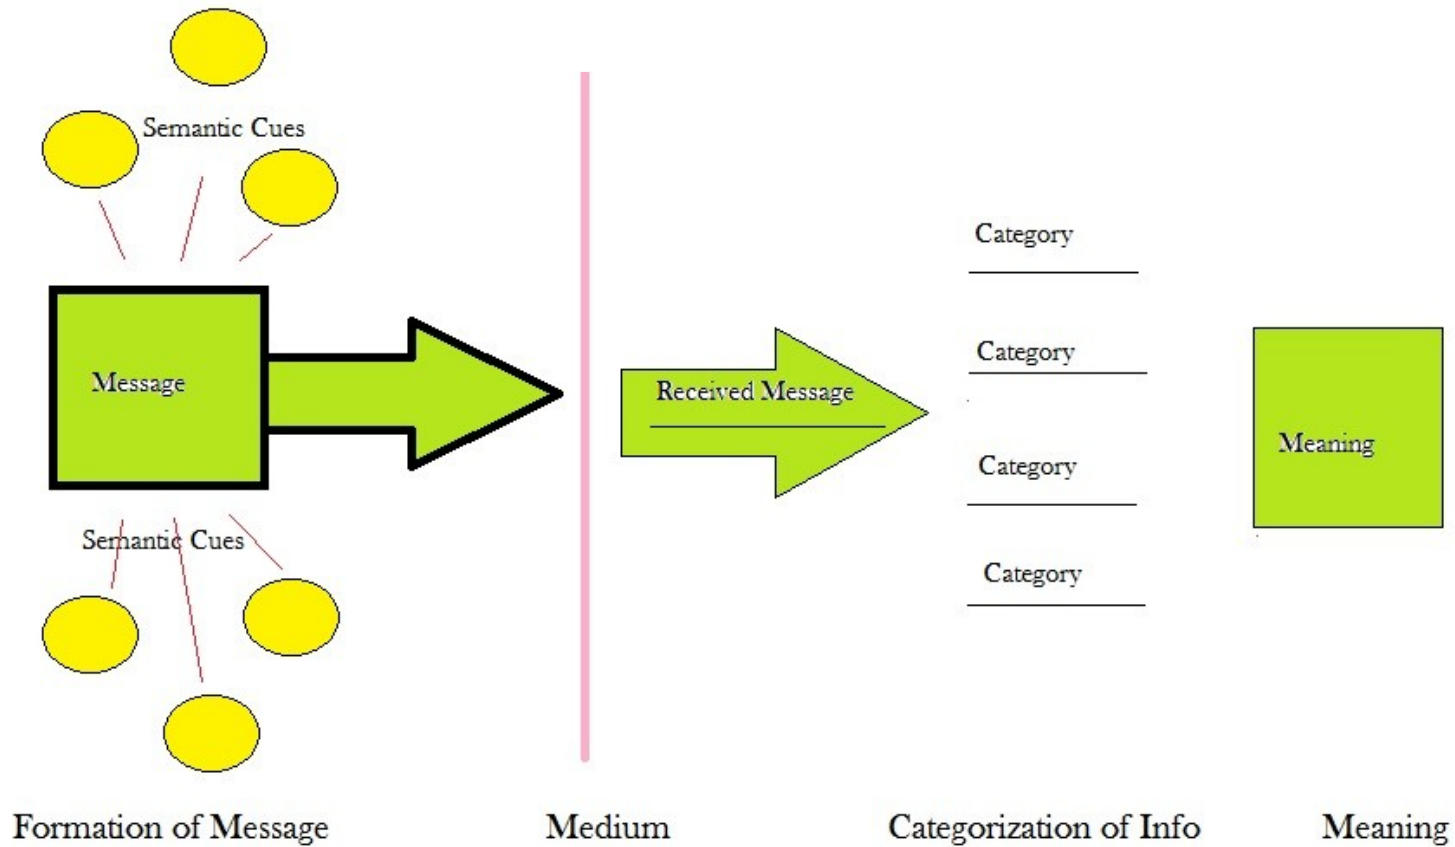 Semantic Cues
Message
Semantic Cues
Received Message
Category
Category
Category
Category
Meaning
Formation of Message
Medium
Categorization of Info
Meaning